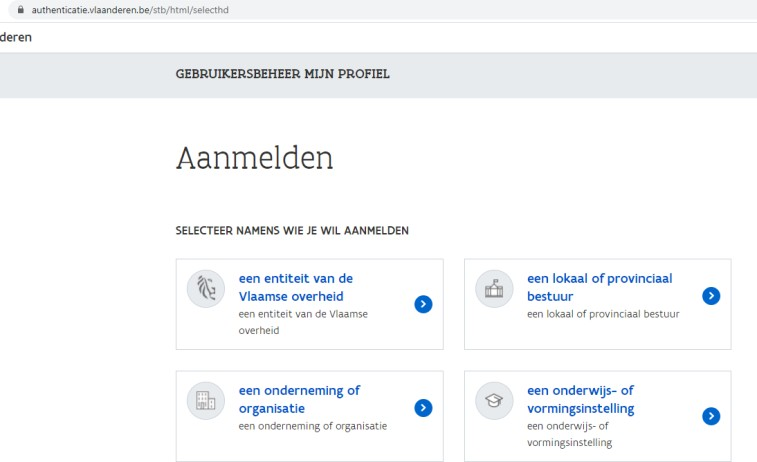 authenticatie.vlaanderen.be/stb/html/selecthd
deren
GEBRUIKERSBEHEER MIJN PROFIEL
Aanmelden
SELECTEER NAMENS WIE JE WIL AANMELDEN
een entiteit van de
Vlaamse overheid
een entiteit van de Vlaamse
overheid
een lokaal of provinciaal
bestuur
een lokaal of provinciaal bestuur
een onderneming of
organisatie
een onderneming of organisatie
een onderwijs- of
vormingsinstelling
een onderwijs- of
vormingsinstelling